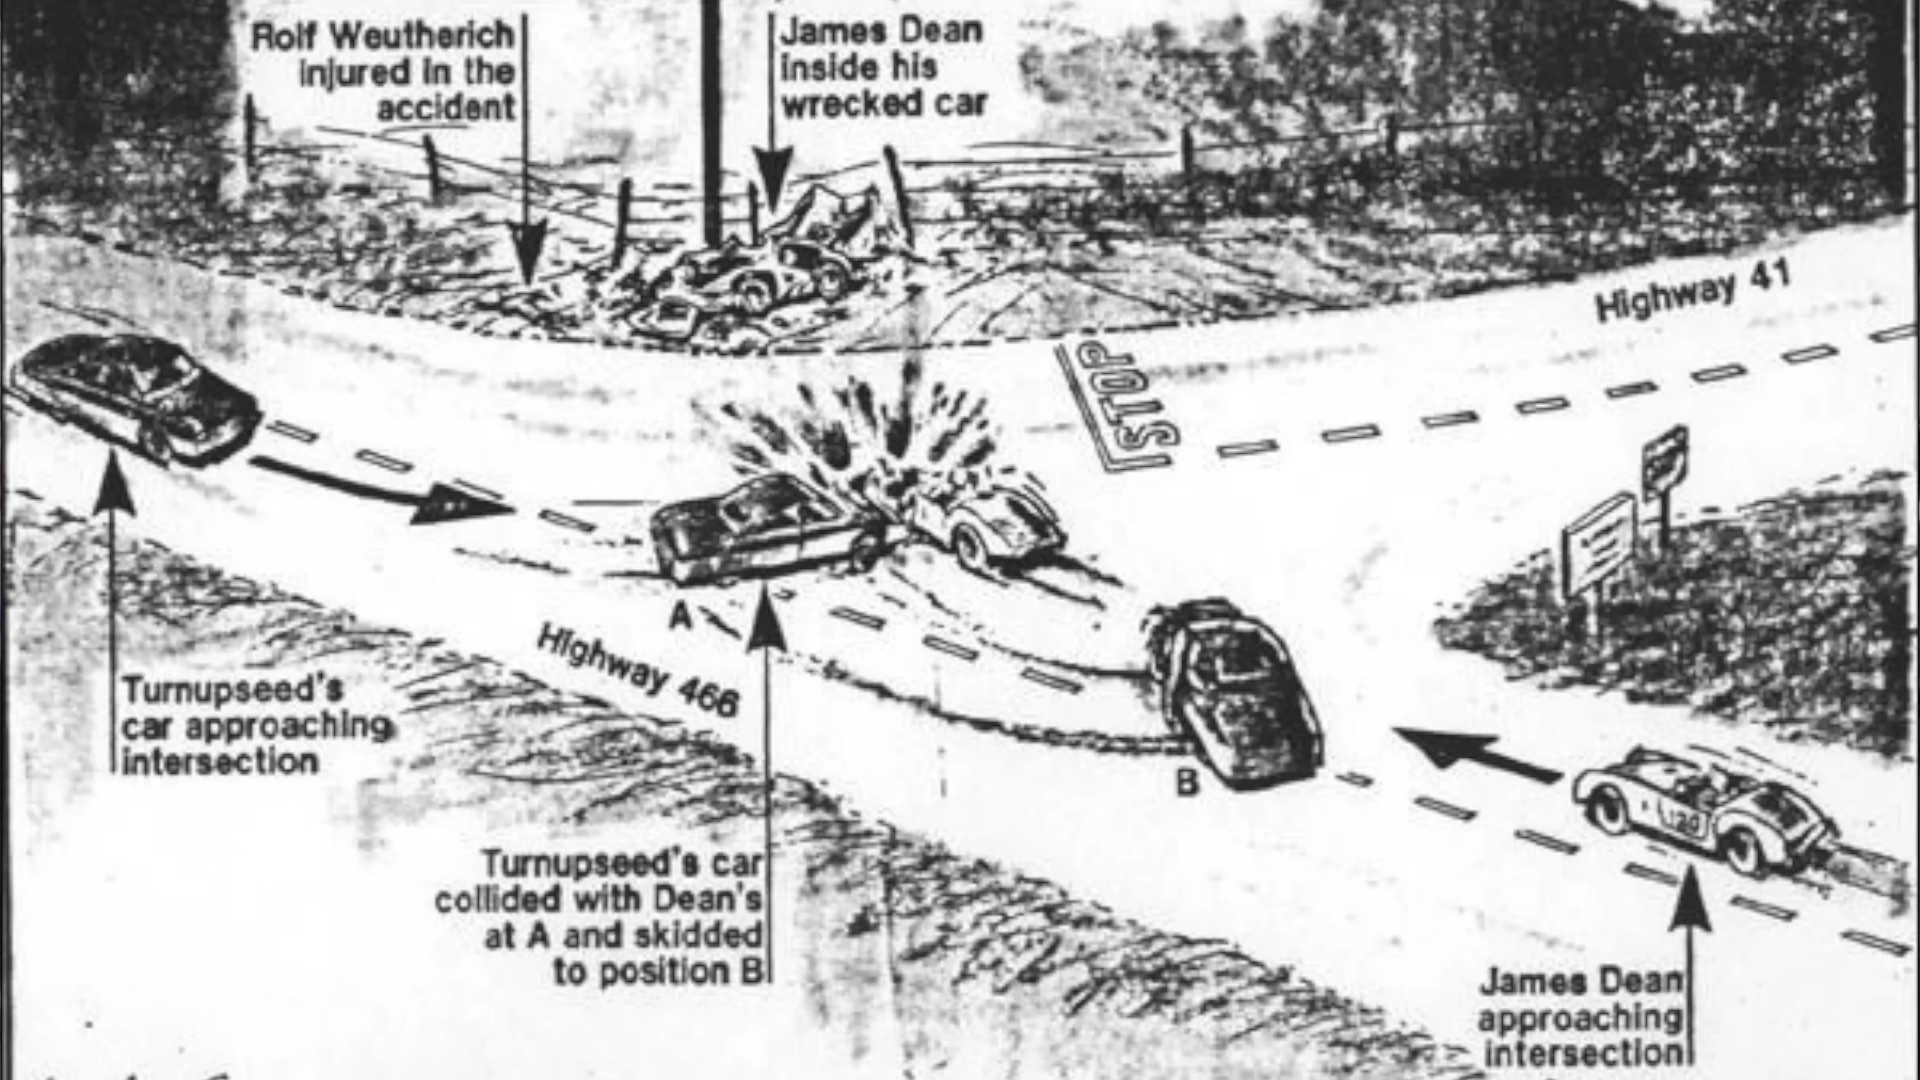 Rolf Weutherich
injured in the
accident
James Dean
inside his
wrecked car
Highway 41
STOP
A
Highway 466
Turnupseed's
car approaching
intersection
B
120
Turnupseed's car
collided with Dean's
at A and skidded
to position B
James Dean
approaching
intersection